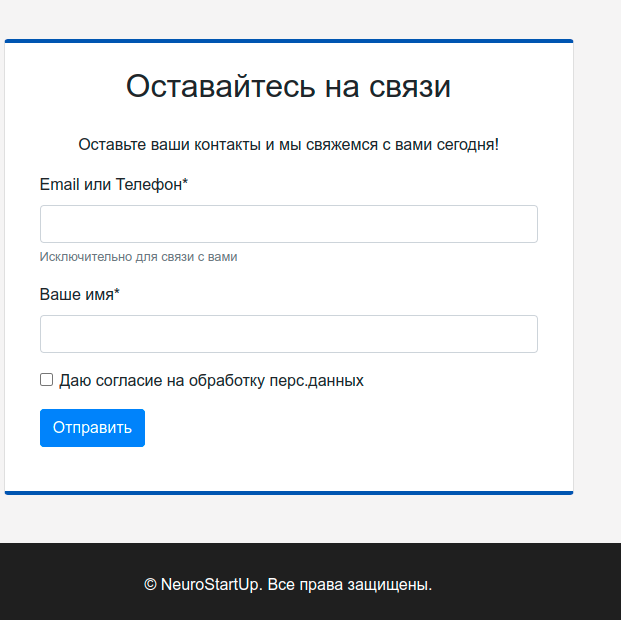 Оставайтесь на связи
Оставьте ваши контакты и мы свяжемся с вами сегодня!
Email или Телефон*
Исключительно для связи с вами
Ваше имя*
Даю согласие на обработку перс.данных
Отправить
© NeuroStartUp. Все права защищены.